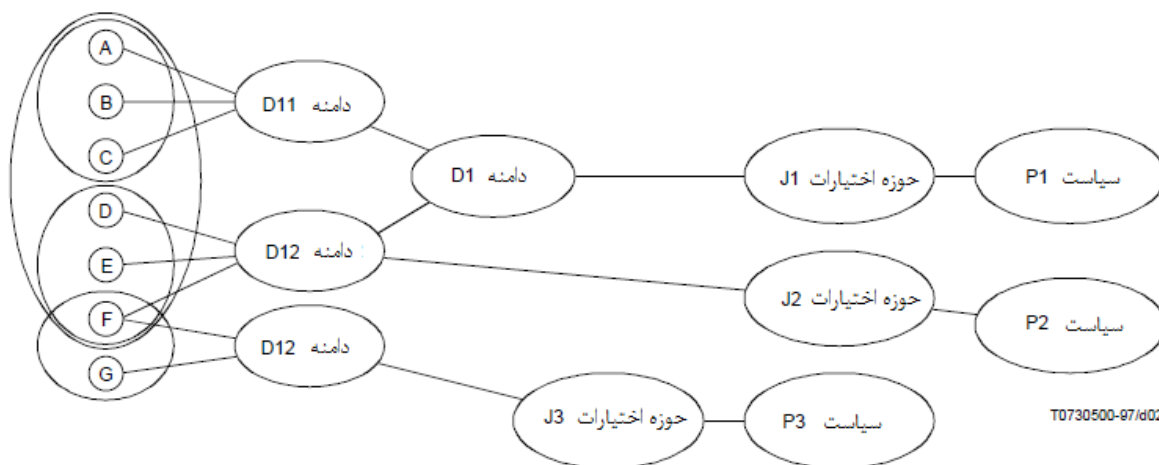 A
B
C
D
E
F
G
دامنه D11
دامنه D12
دامنه D12
دامنه D1
حوزه اختیارات J1
حوزه اختیارات J2
حوزه اختیارات J3
سیاست P1
سیاست P2
سیاست P3
T0730500-97/d02